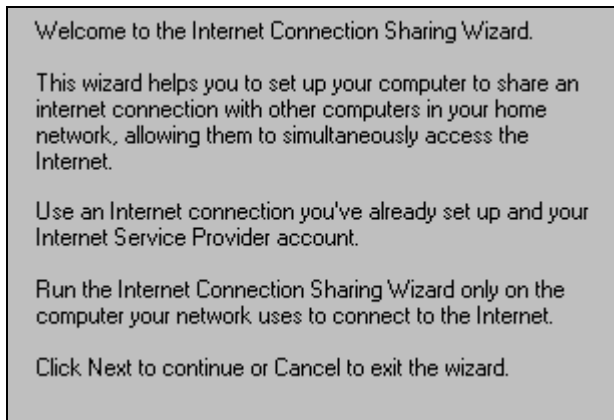 Welcome to the Internet Connection Sharing Wizard.
This wizard helps you to set up your computer to share an
internet connection with other computers in your home
network, allowing them to simultaneously access the
Internet.
Use an Internet connection you've already set up and your
Internet Service Provider account.
Run the Internet Connection Sharing Wizard only on the
computer your network uses to connect to the Internet.
Click Next to continue or Cancel to exit the wizard.